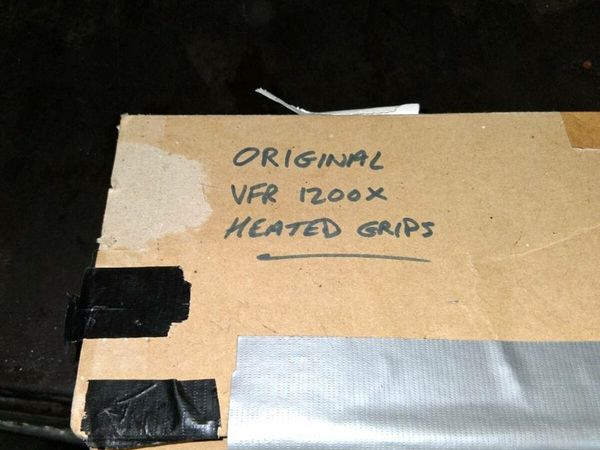 ORIGINAL
VFR 1200X
HEATED GRIPS